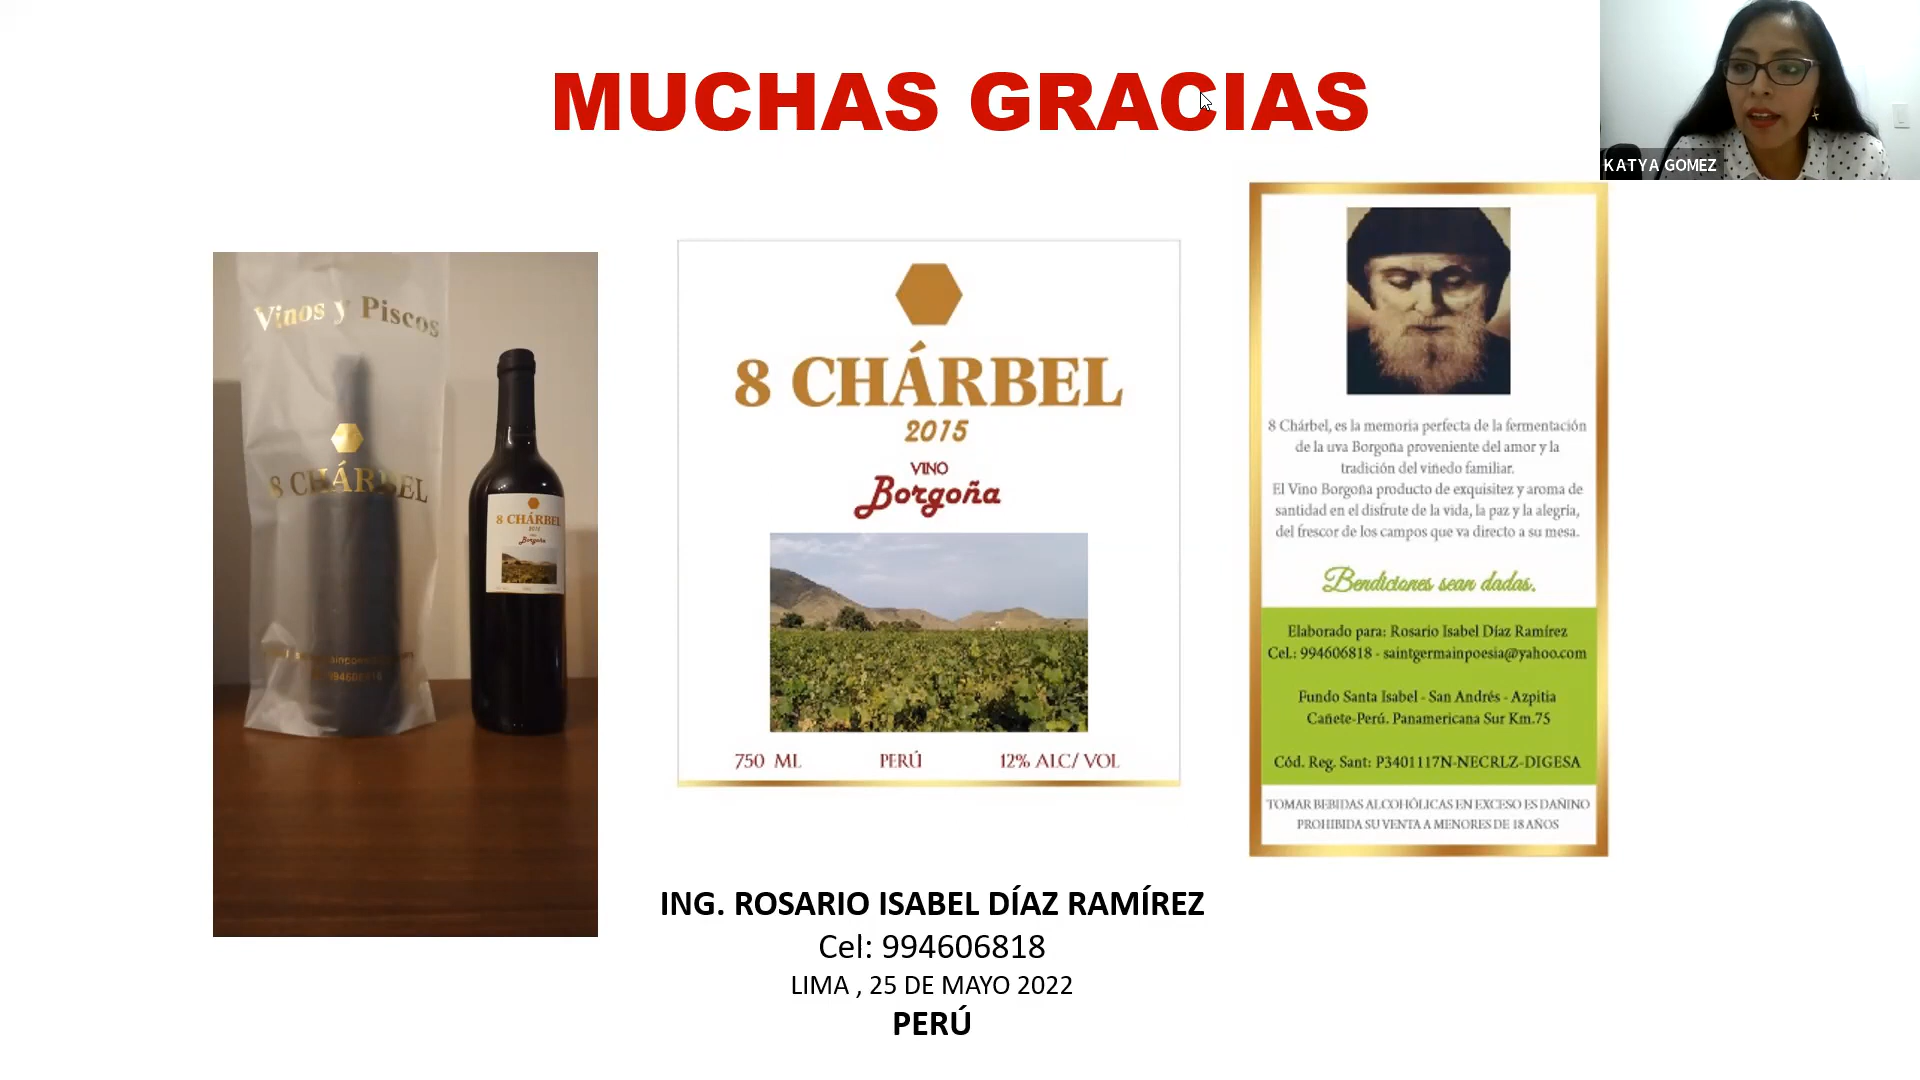 MUCHAS GRACIAS
KATYA GOMEZ
Vinos y Piscos
8 CHÁRBEL
994606818
8 CHÁRBEL
2015
Borgoña
8 CHÁRBEL
2015
VINO
Borgoña
750 ML PERÚ 12% ALC/ VOL
8 Chárbel, es la memoria perfecta de la fermentación
de la uva Borgoña proveniente del amor y la
tradición del viñedo familiar.
El Vino Borgoña producto de exquisitez y aroma de
santidad en el disfrute de la vida, la paz y la alegria,
del frescor de los campos que va directo a su mesa.
Bendiciones sean dadas.
Elaborado para: Rosario Isabel Díaz Ramírez
Cel.: 994606818 - saintgermainpoesia@yahoo.com
Fundo Santa Isabel - San Andrés - Azpitia
Cañete-Perú. Panamericana Sur Km.75
Cód. Reg. Sant: P3401117N-NECRLZ-DIGESA
TOMAR BEBIDAS ALCOHÓLICAS EN EXCESO ES DAÑINO
PROHIBIDA SU VENTA A MENORES DE 18 AÑOS
ING. ROSARIO ISABEL DÍAZ RAMÍREZ
Cel: 994606818
LIMA , 25 DE MAYO 2022
PERÚ